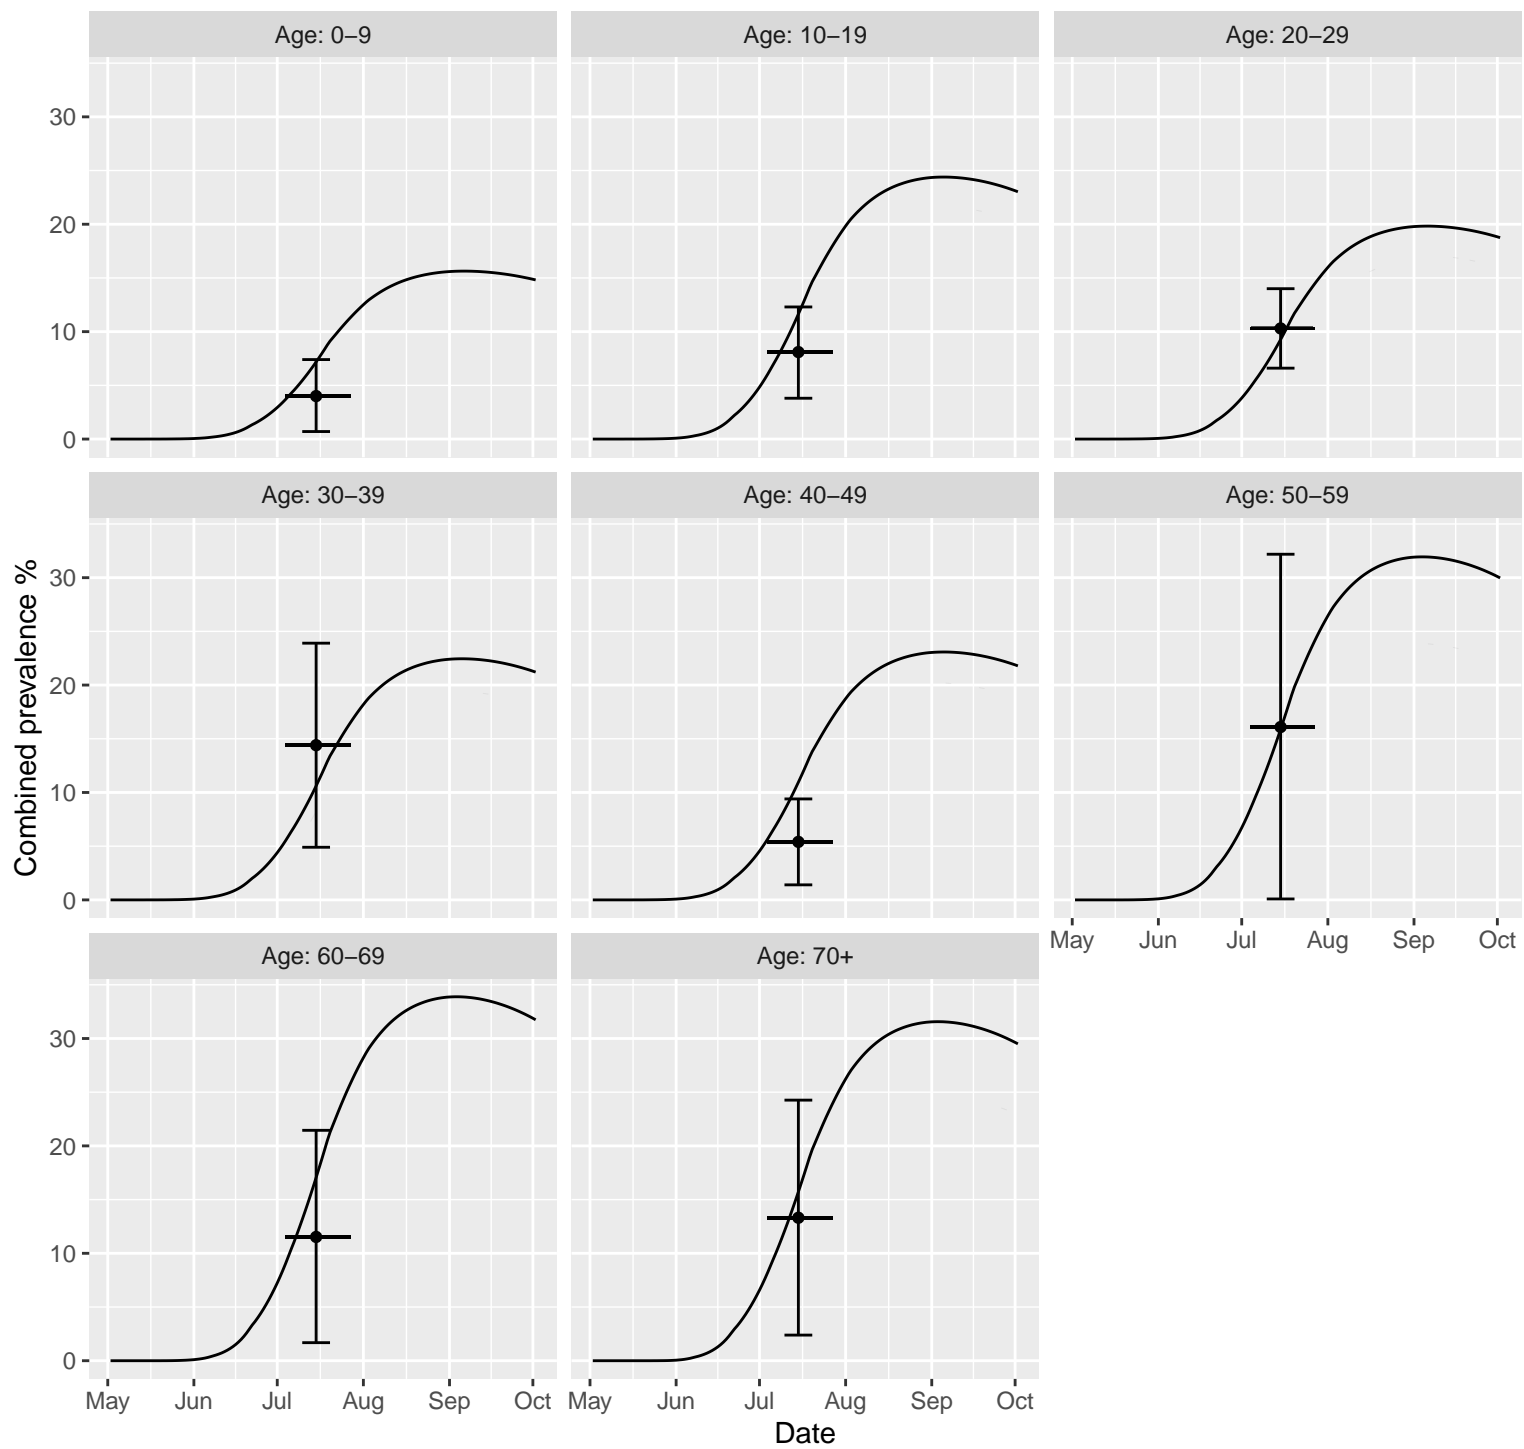 Age: 0–9
Age: 10–19
Age: 20–29
30
20
10
0
Age: 30–39
Age: 40–49
Age: 50–59
Combined prevalence %
30
20
10
0
May Jun Jul Aug Sep Oct
Age: 60–69
Age: 70+
30
20
10
0
May Jun Jul Aug Sep Oct
May Jun Jul Aug Sep Oct
Date